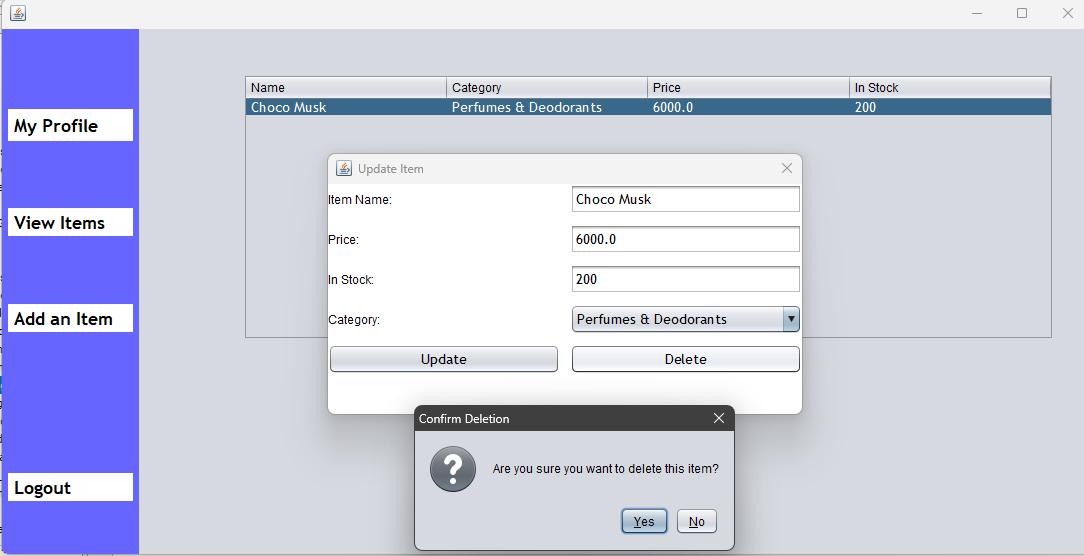 Name Category Price In Stock
Choco Musk Perfumes & Deodorants 6000.0 200
My Profile
View Items
Add an Item
Logout
Update Item
Item Name: Choco Musk
Price: 6000.0
In Stock: 200
Category: Perfumes & Deodorants
Update Delete
Confirm Deletion
Are you sure you want to delete this item?
Yes No